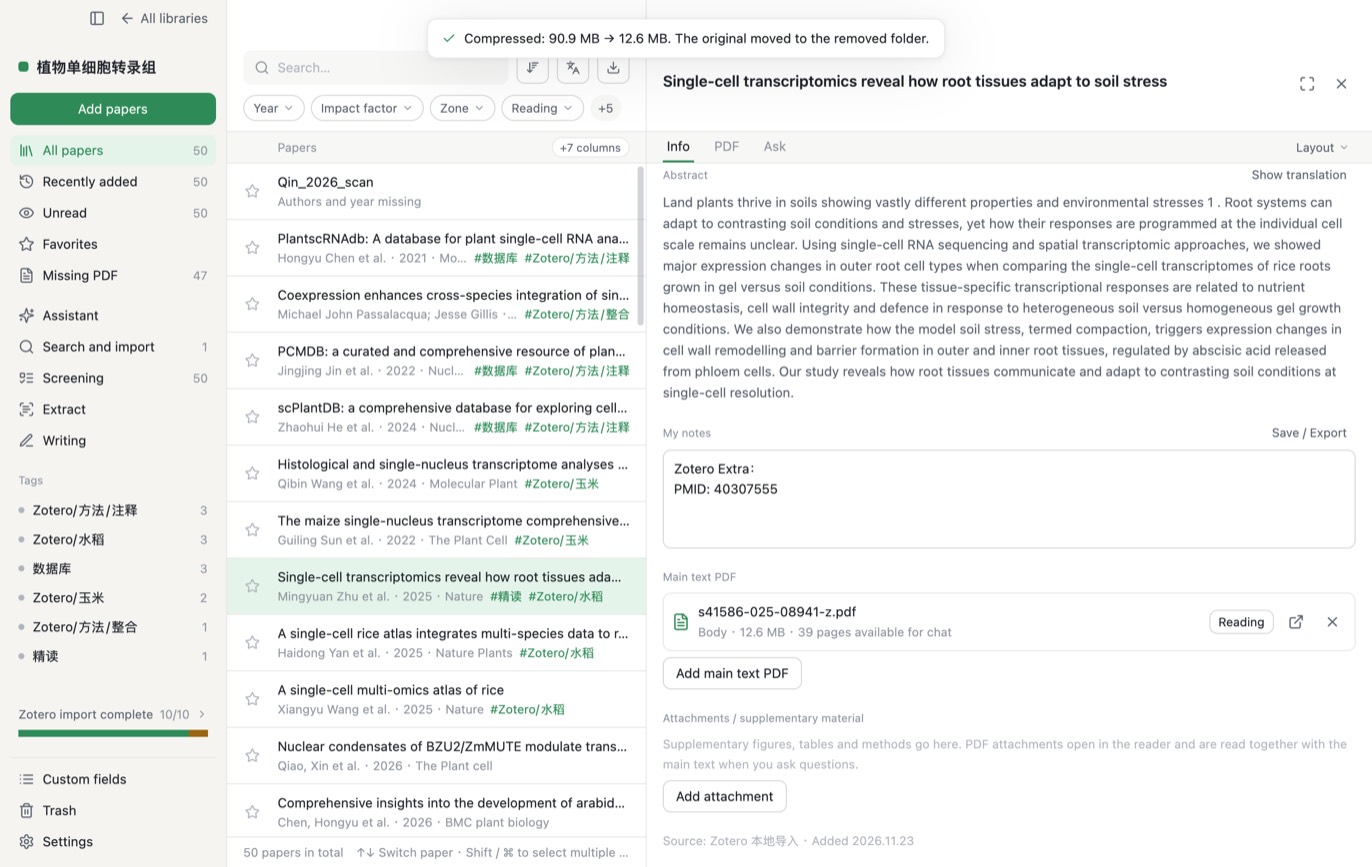 All libraries
Compressed: 90.9 MB → 12.6 MB. The original moved to the removed folder.
植物单细胞转录组
Add papers
All papers 50
Recently added 50
Unread 50
Favorites
Missing PDF 47
Assistant
Search and import 1
Screening 50
Extract
Writing
Tags
Zotero/方法/注释 3
Zotero/水稻 3
数据库 3
Zotero/玉米 2
Zotero/方法/整合 1
精读 1
Zotero import complete 10/10
Custom fields
Trash
Settings
Search...
Year
Impact factor
Zone
Reading
+5
Papers
+7 columns
Qin_2026_scan
Authors and year missing
PlantscRNAdb: A database for plant single-cell RNA ana...
Hongyu Chen et al. · 2021 · Mo... #数据库 #Zotero/方法/注释
Coexpression enhances cross-species integration of sin...
Michael John Passalacqua; Jesse Gillis ·... #Zotero/方法/整合
PCMDB: a curated and comprehensive resource of plan...
Jingjing Jin et al. · 2022 · Nucl... #数据库 #Zotero/方法/注释
scPlantDB: a comprehensive database for exploring cell...
Zhaohui He et al. · 2024 · Nucl... #数据库 #Zotero/方法/注释
Histological and single-nucleus transcriptome analyses ...
Qibin Wang et al. · 2024 · Molecular Plant #Zotero/玉米
The maize single-nucleus transcriptome comprehensive...
Guiling Sun et al. · 2022 · The Plant Cell #Zotero/玉米
Single-cell transcriptomics reveal how root tissues ada...
Mingyuan Zhu et al. · 2025 · Nature #精读 #Zotero/水稻
A single-cell rice atlas integrates multi-species data to r...
Haidong Yan et al. · 2025 · Nature Plants #Zotero/水稻
A single-cell multi-omics atlas of rice
Xiangyu Wang et al. · 2025 · Nature #Zotero/水稻
Nuclear condensates of BZU2/ZmMUTE modulate trans...
Qiao, Xin et al. · 2026 · The Plant cell
Comprehensive insights into the development of arabid...
Chen, Hongyu et al. · 2026 · BMC plant biology
50 papers in total ↑↓ Switch paper · Shift / ⌘ to select multiple ...
Single-cell transcriptomics reveal how root tissues adapt to soil stress
Info PDF Ask
Layout
Abstract
Show translation
Land plants thrive in soils showing vastly different properties and environmental stresses 1 . Root systems can
adapt to contrasting soil conditions and stresses, yet how their responses are programmed at the individual cell
scale remains unclear. Using single-cell RNA sequencing and spatial transcriptomic approaches, we showed
major expression changes in outer root cell types when comparing the single-cell transcriptomes of rice roots
grown in gel versus soil conditions. These tissue-specific transcriptional responses are related to nutrient
homeostasis, cell wall integrity and defence in response to heterogeneous soil versus homogeneous gel growth
conditions. We also demonstrate how the model soil stress, termed compaction, triggers expression changes in
cell wall remodelling and barrier formation in outer and inner root tissues, regulated by abscisic acid released
from phloem cells. Our study reveals how root tissues communicate and adapt to contrasting soil conditions at
single-cell resolution.
My notes
Save / Export
Zotero Extra:
PMID: 40307555
Main text PDF
s41586-025-08941-z.pdf
Body · 12.6 MB · 39 pages available for chat
Reading
Add main text PDF
Attachments / supplementary material
Supplementary figures, tables and methods go here. PDF attachments open in the reader and are read together with the
main text when you ask questions.
Add attachment
Source: Zotero 本地导入 · Added 2026.11.23